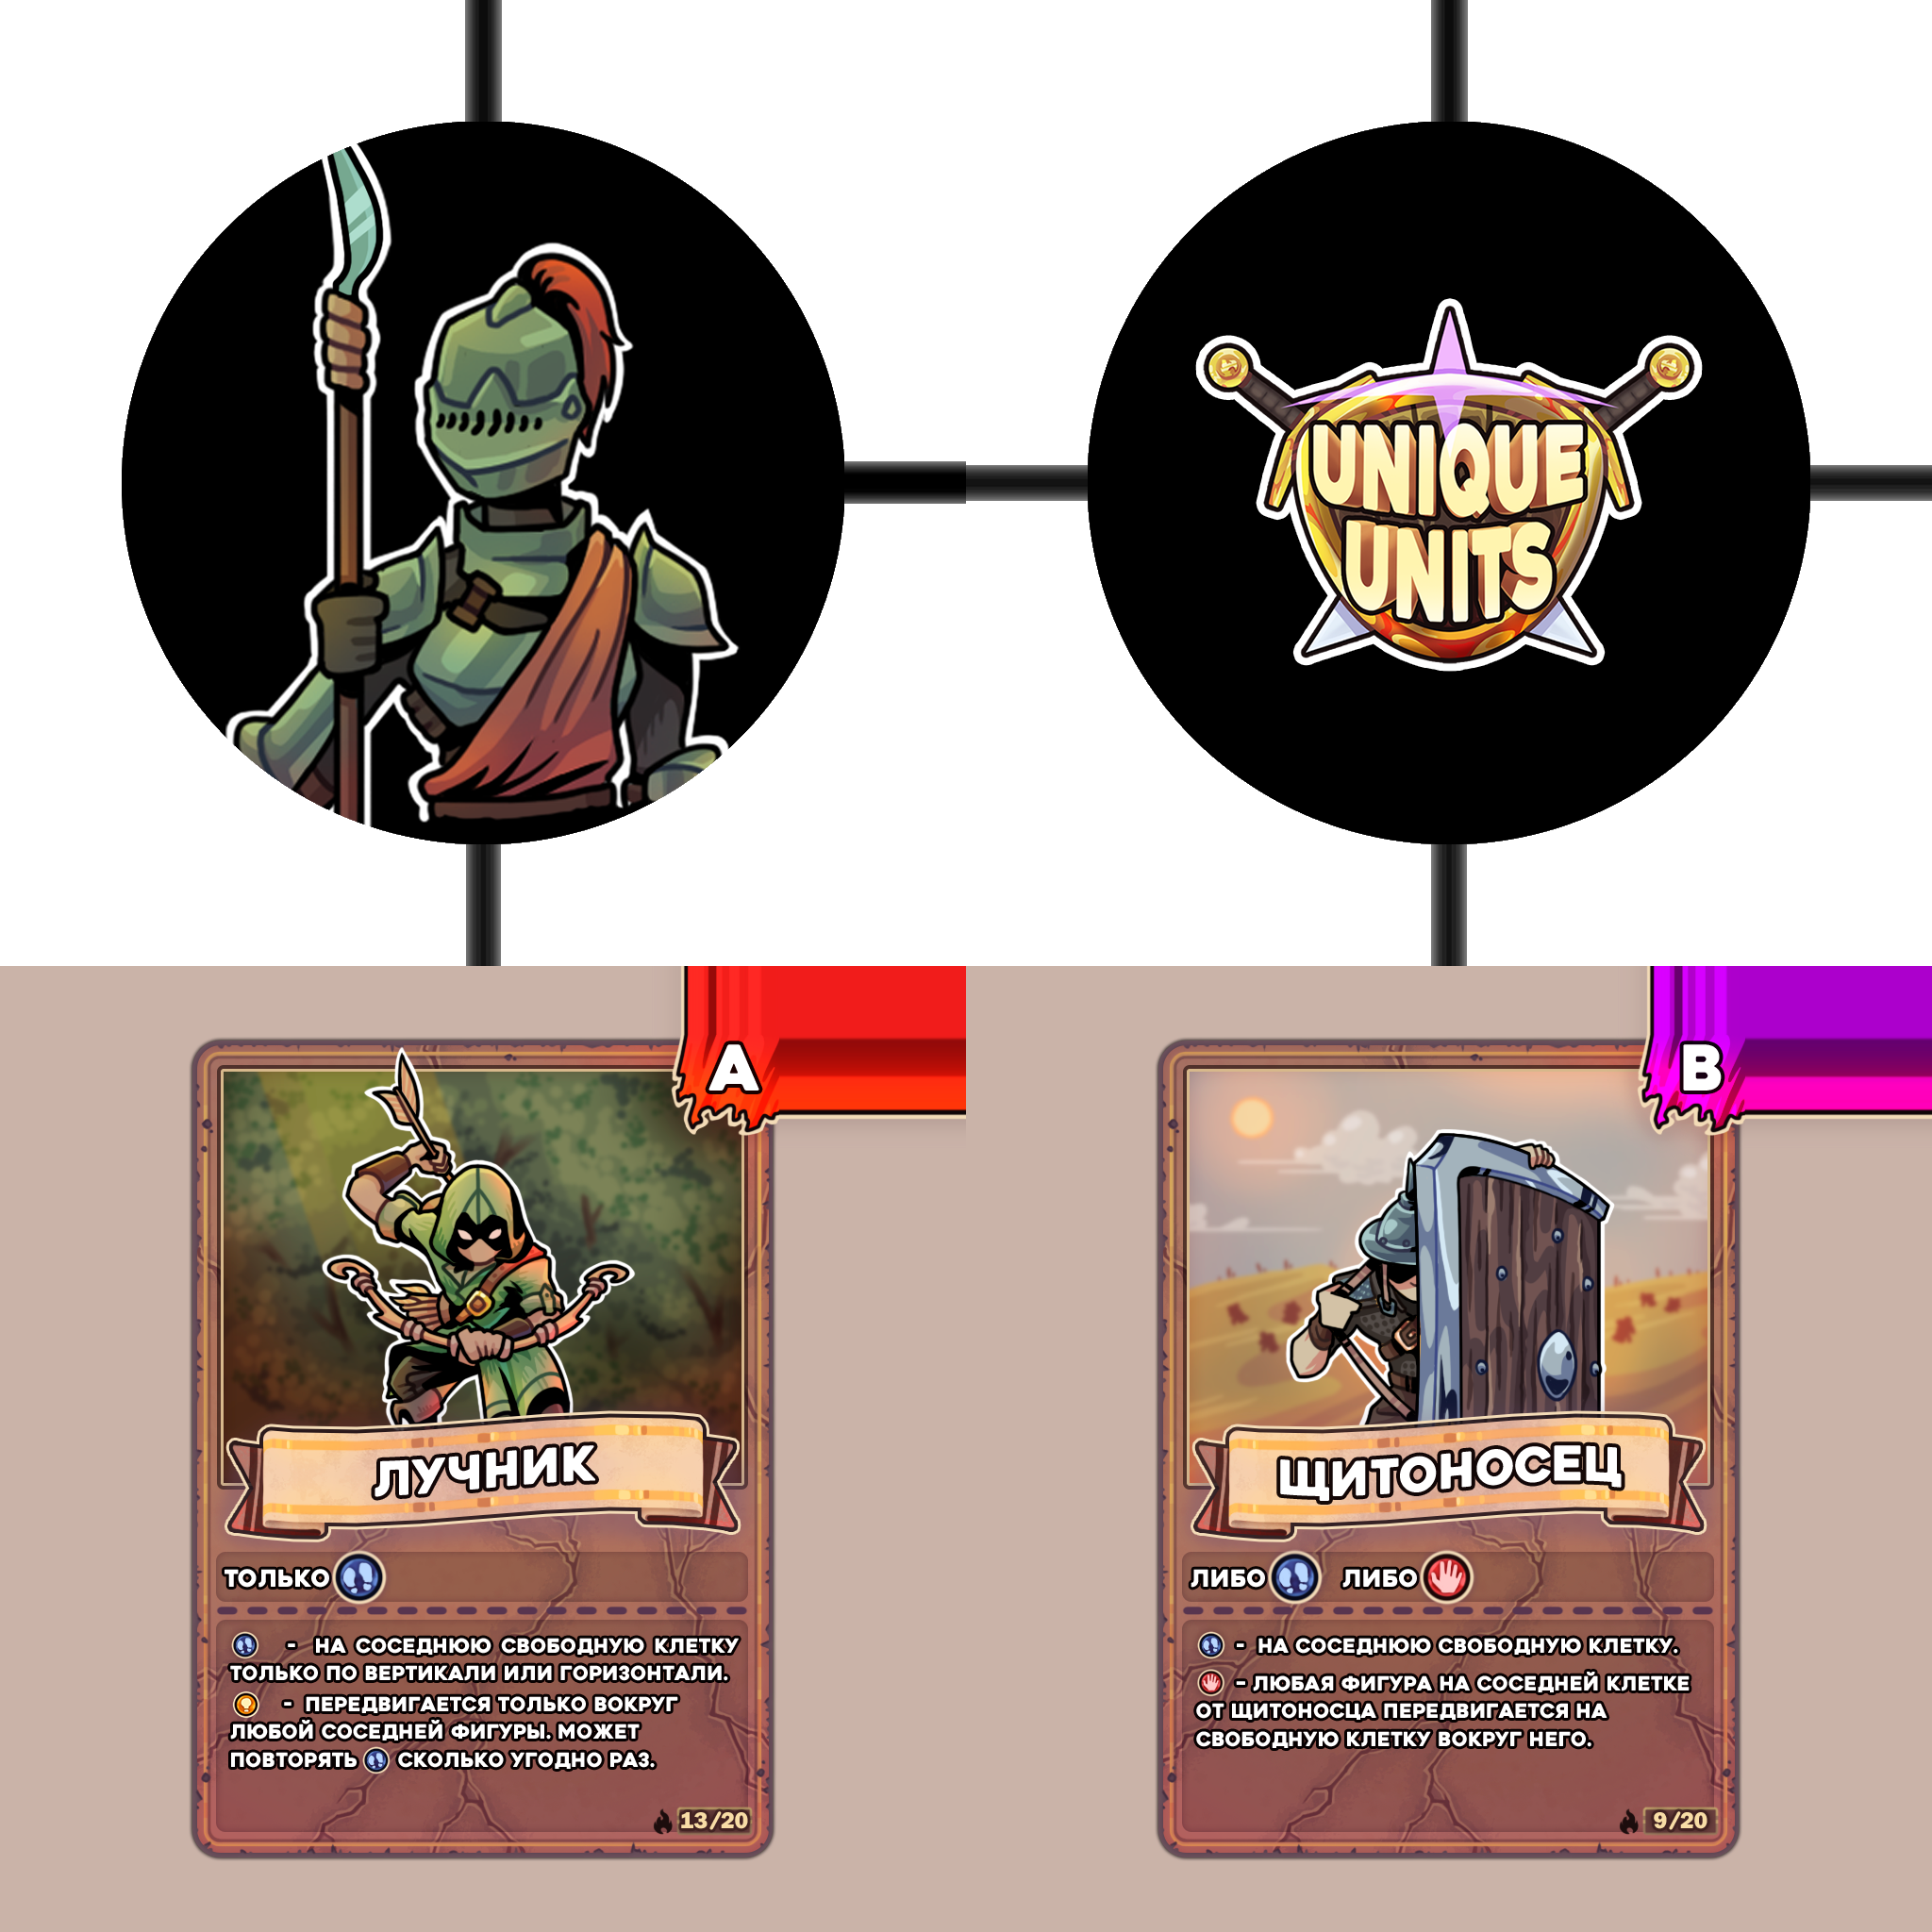 UNIQUE
UNITS
A
ЛУЧНИК
ТОЛЬКО
- НА СОСЕДНЮЮ СВОБОДНУЮ КЛЕТКУ
ТОЛЬКО ПО ВЕРТИКАЛИ ИЛИ ГОРИЗОНТАЛИ.
- ПЕРЕДВИГАЕТСЯ ТОЛЬКО ВОКРУГ
ЛЮБОЙ СОСЕДНЕЙ ФИГУРЫ. МОЖЕТ
ПОВТОРЯТЬ СКОЛЬКО УГОДНО РАЗ.
13/20
B
ЩИТОНОСЕЦ
ЛИБО ЛИБО
- НА СОСЕДНЮЮ СВОБОДНУЮ КЛЕТКУ.
- ЛЮБАЯ ФИГУРА НА СОСЕДНЕЙ КЛЕТКЕ
ОТ ЩИТОНОСЦА ПЕРЕДВИГАЕТСЯ НА
СВОБОДНУЮ КЛЕТКУ ВОКРУГ НЕГО.
9/20